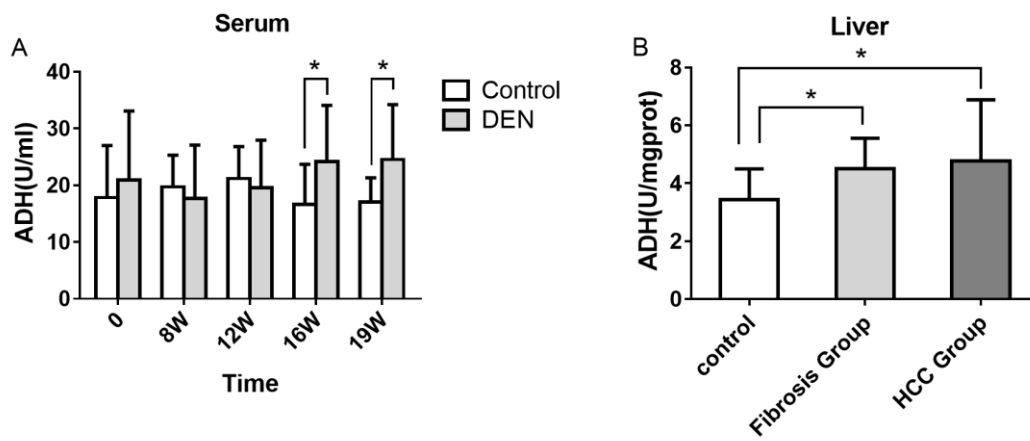 A
Serum
ADH(U/ml)
40
30
20
10
0
*
*
Control
DEN
0
8W
12W
16W
19W
Time
B
Liver
ADH(U/mgprot)
8
6
4
2
0
*
*
control
Fibrosis Group
HCC Group